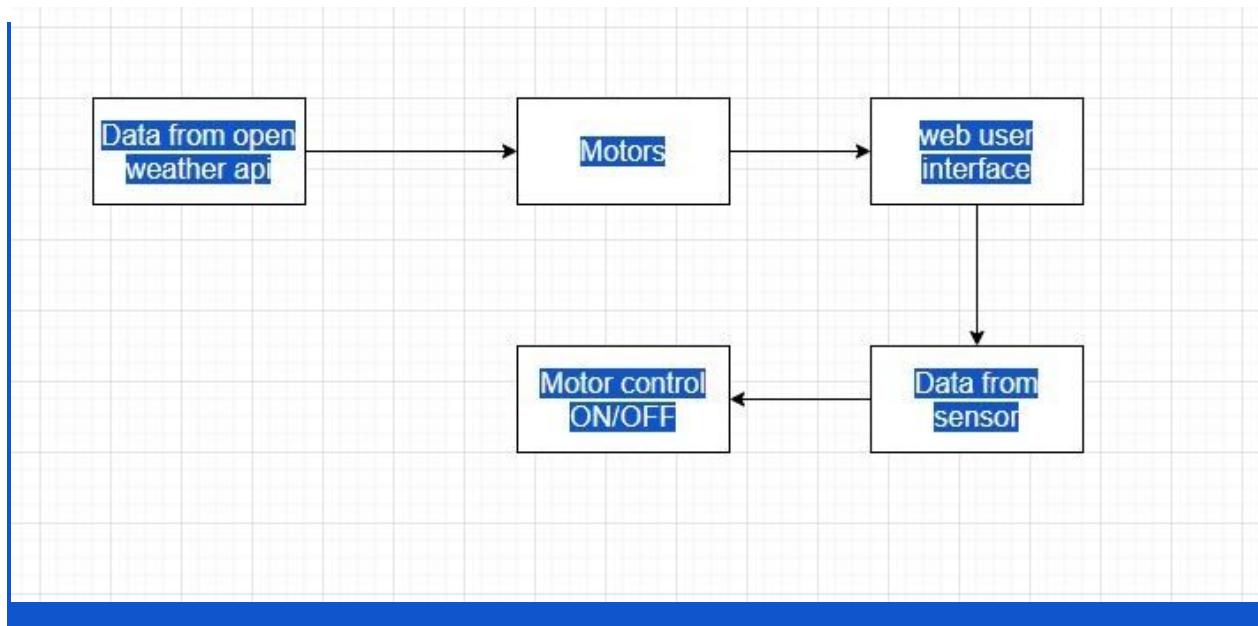 Data from open
weather api
Motors
web user
interface
Motor control
ON/OFF
Data from
sensor